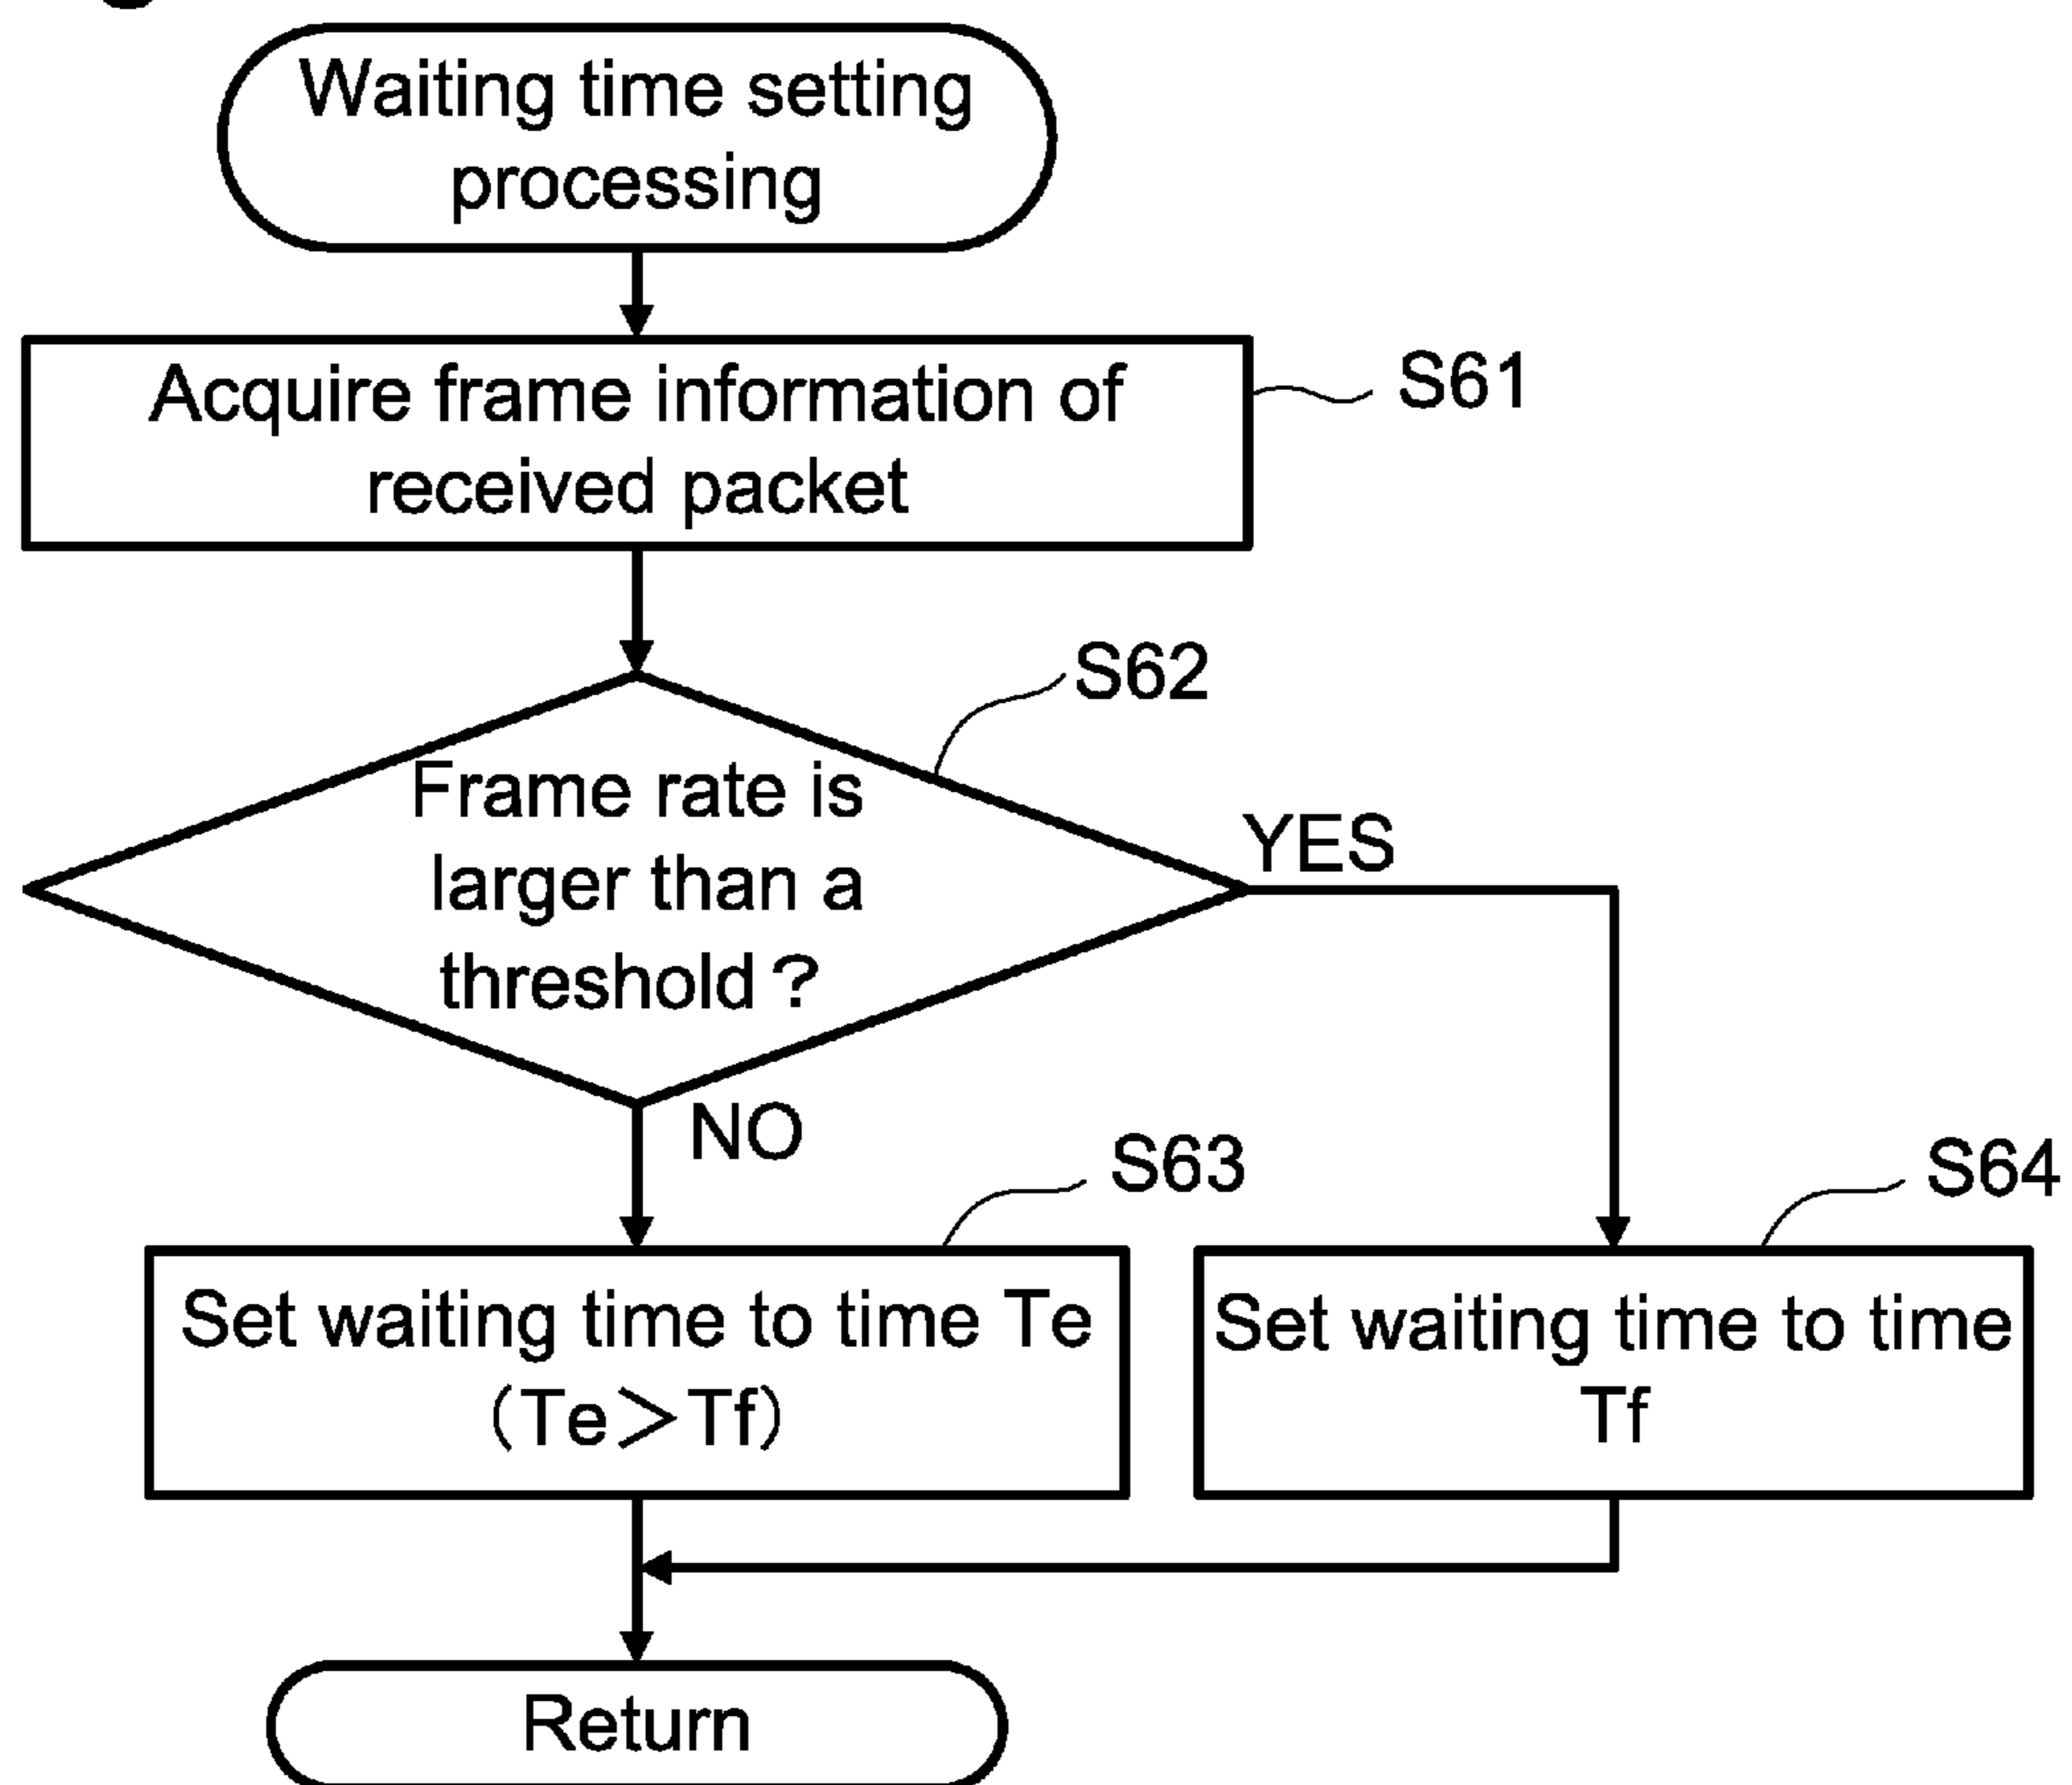 Waiting time setting
processing
Acquire frame information of
received packet
S61
S62
Frame rate is
larger than a
threshold?
YES
NO
S63
Set waiting time to time Te
(Te>Tf)
S64
Set waiting time to time
Tf
Return